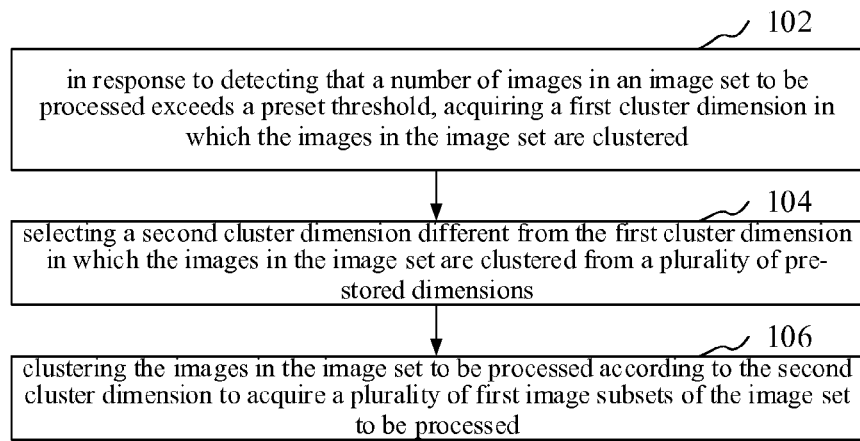 102
in response to detecting that a number of images in an image set to be
processed exceeds a preset threshold, acquiring a first cluster dimension in
which the images in the image set are clustered
104
selecting a second cluster dimension different from the first cluster dimension
in which the images in the image set are clustered from a plurality of pre-
stored dimensions
106
clustering the images in the image set to be processed according to the second
cluster dimension to acquire a plurality of first image subsets of the image set
to be processed